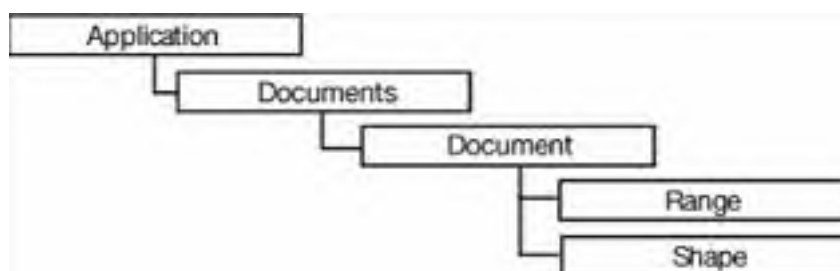 Application
Documents
Document
Range
Shape